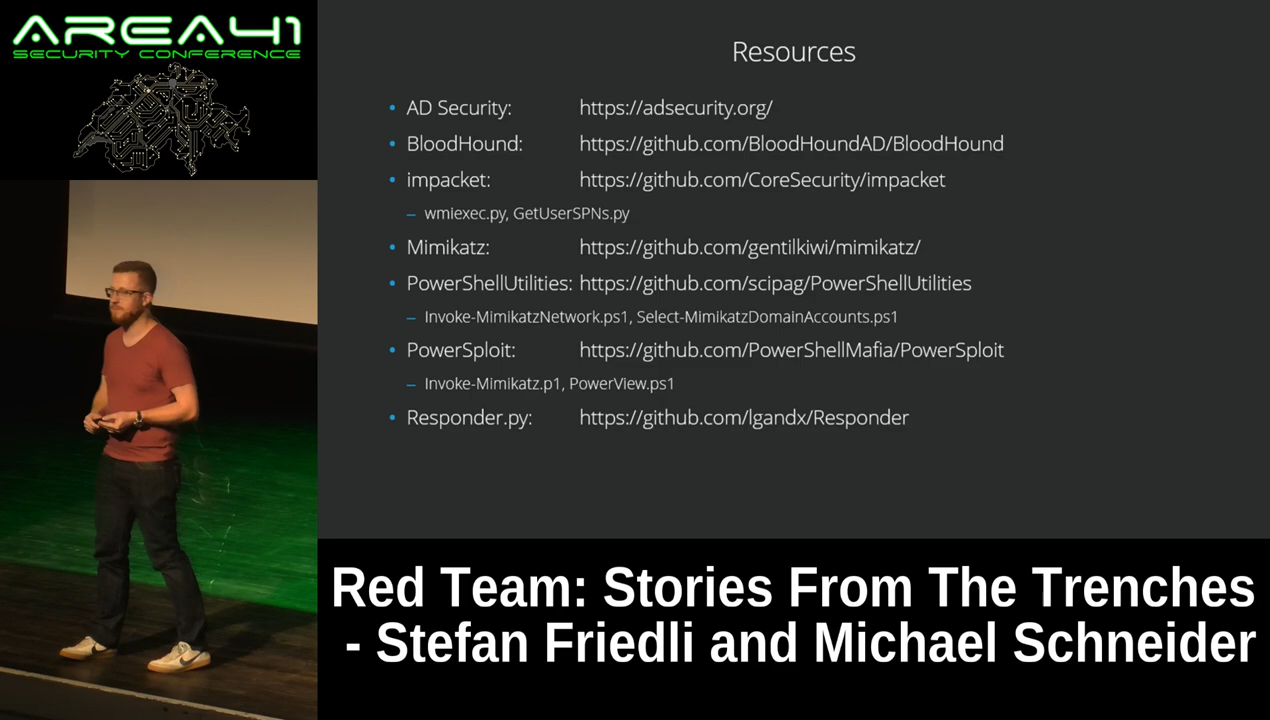 AREA41
SECURITY CONFERENCE
Resources
• AD Security: https://adsecurity.org/
• BloodHound: https://github.com/BloodHoundAD/BloodHound
• impacket: https://github.com/CoreSecurity/impacket
– wmiexec.py, GetUserSPNs.py
• Mimikatz: https://github.com/gentilkiwi/mimikatz/
• PowerShellUtilities: https://github.com/scipag/PowerShellUtilities
– Invoke-MimikatzNetwork.ps1, Select-MimikatzDomainAccounts.ps1
• PowerSploit: https://github.com/PowerShellMafia/PowerSploit
– Invoke-Mimikatz.p1, PowerView.ps1
• Responder.py: https://github.com/lgandx/Responder
Red Team: Stories From The Trenches
- Stefan Friedli and Michael Schneider